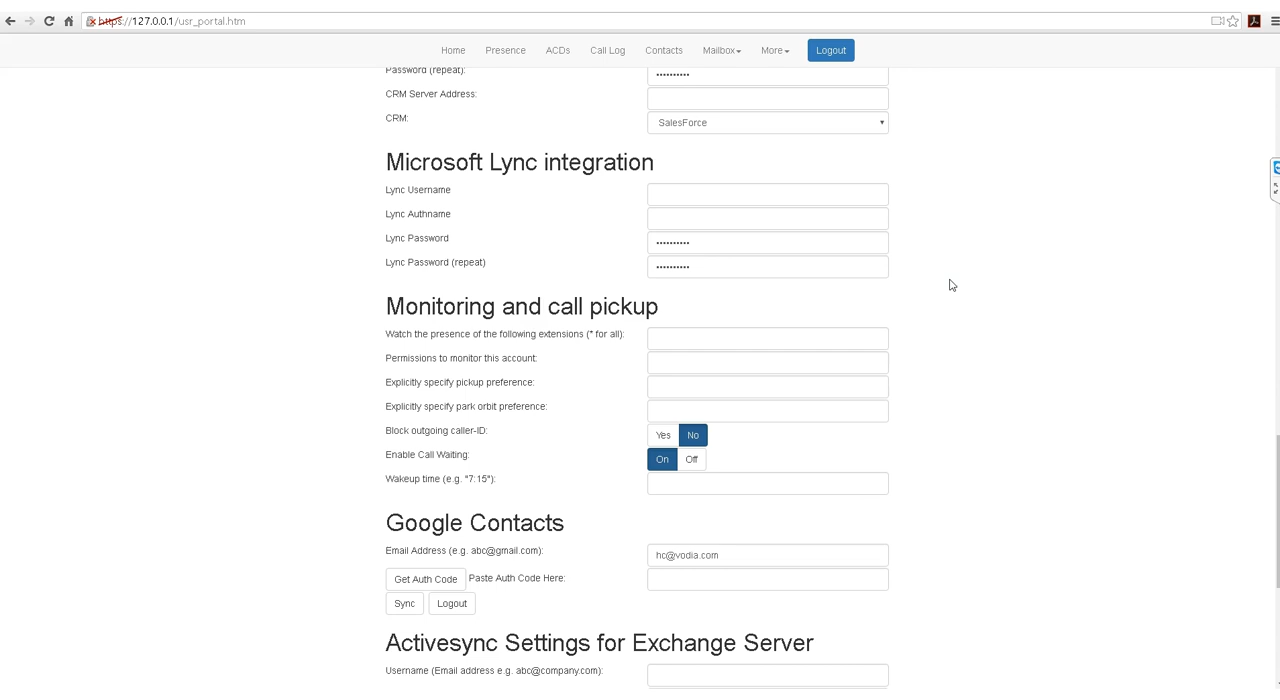 https://127.0.0.1/usr_portal.htm
Home Presence ACDs Call Log Contacts Mailbox More Logout
Password (repeat): ••••••••••
CRM Server Address:
CRM: SalesForce
Microsoft Lync integration
Lync Username
Lync Authname
Lync Password ••••••••••
Lync Password (repeat) ••••••••••
Monitoring and call pickup
Watch the presence of the following extensions (* for all):
Permissions to monitor this account:
Explicitly specify pickup preference:
Explicitly specify park orbit preference:
Block outgoing caller-ID: Yes No
Enable Call Waiting: On Off
Wakeup time (e.g. "7:15"):
Google Contacts
Email Address (e.g. abc@gmail.com): hc@vodia.com
Get Auth Code Paste Auth Code Here:
Sync Logout
Activesync Settings for Exchange Server
Username (Email address e.g. abc@company.com):